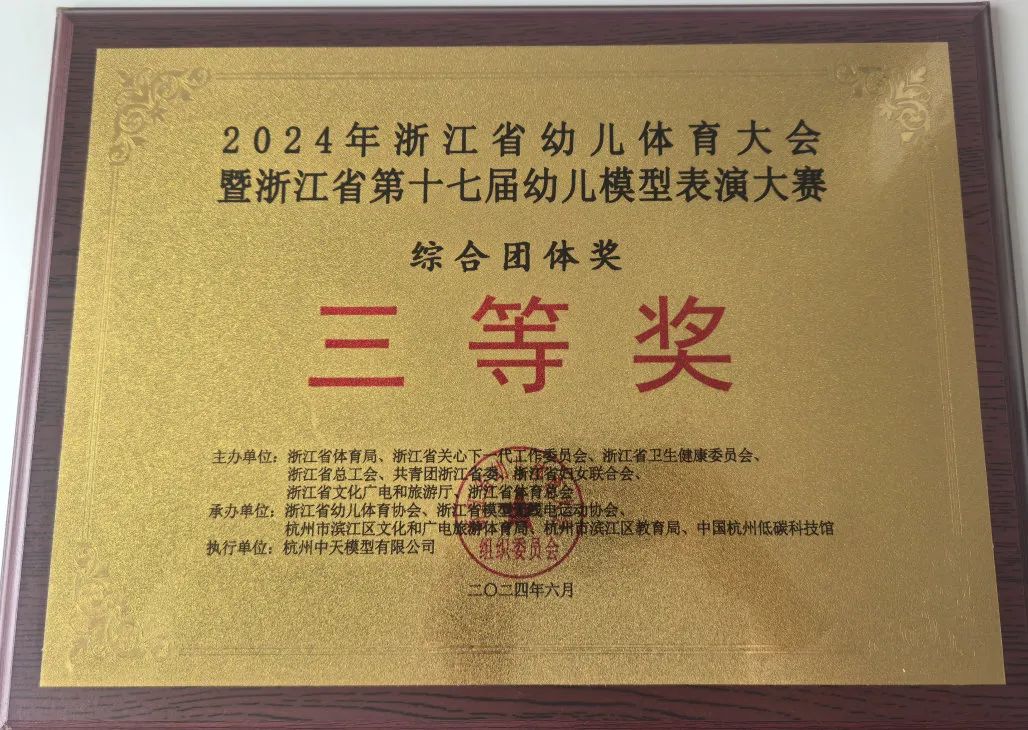 2024年浙江省幼儿体育大会
暨浙江省第十七届幼儿模型表演大赛
综合团体奖
三等奖
主办单位：浙江省体育局、浙江省关心下一代工作委员会、浙江省卫生健康委员会、
浙江省总工会、共青团浙江省委、浙江省妇女联合会、
浙江省文化广电和旅游厅、浙江省体育总会
承办单位：浙江省幼儿体育协会、浙江省模型无线电运动协会、
杭州市滨江区文化和广电旅游体育局、杭州市滨江区教育局、中国杭州低碳科技馆
执行单位：杭州中天模型有限公司
组织委员会
二〇二四年六月